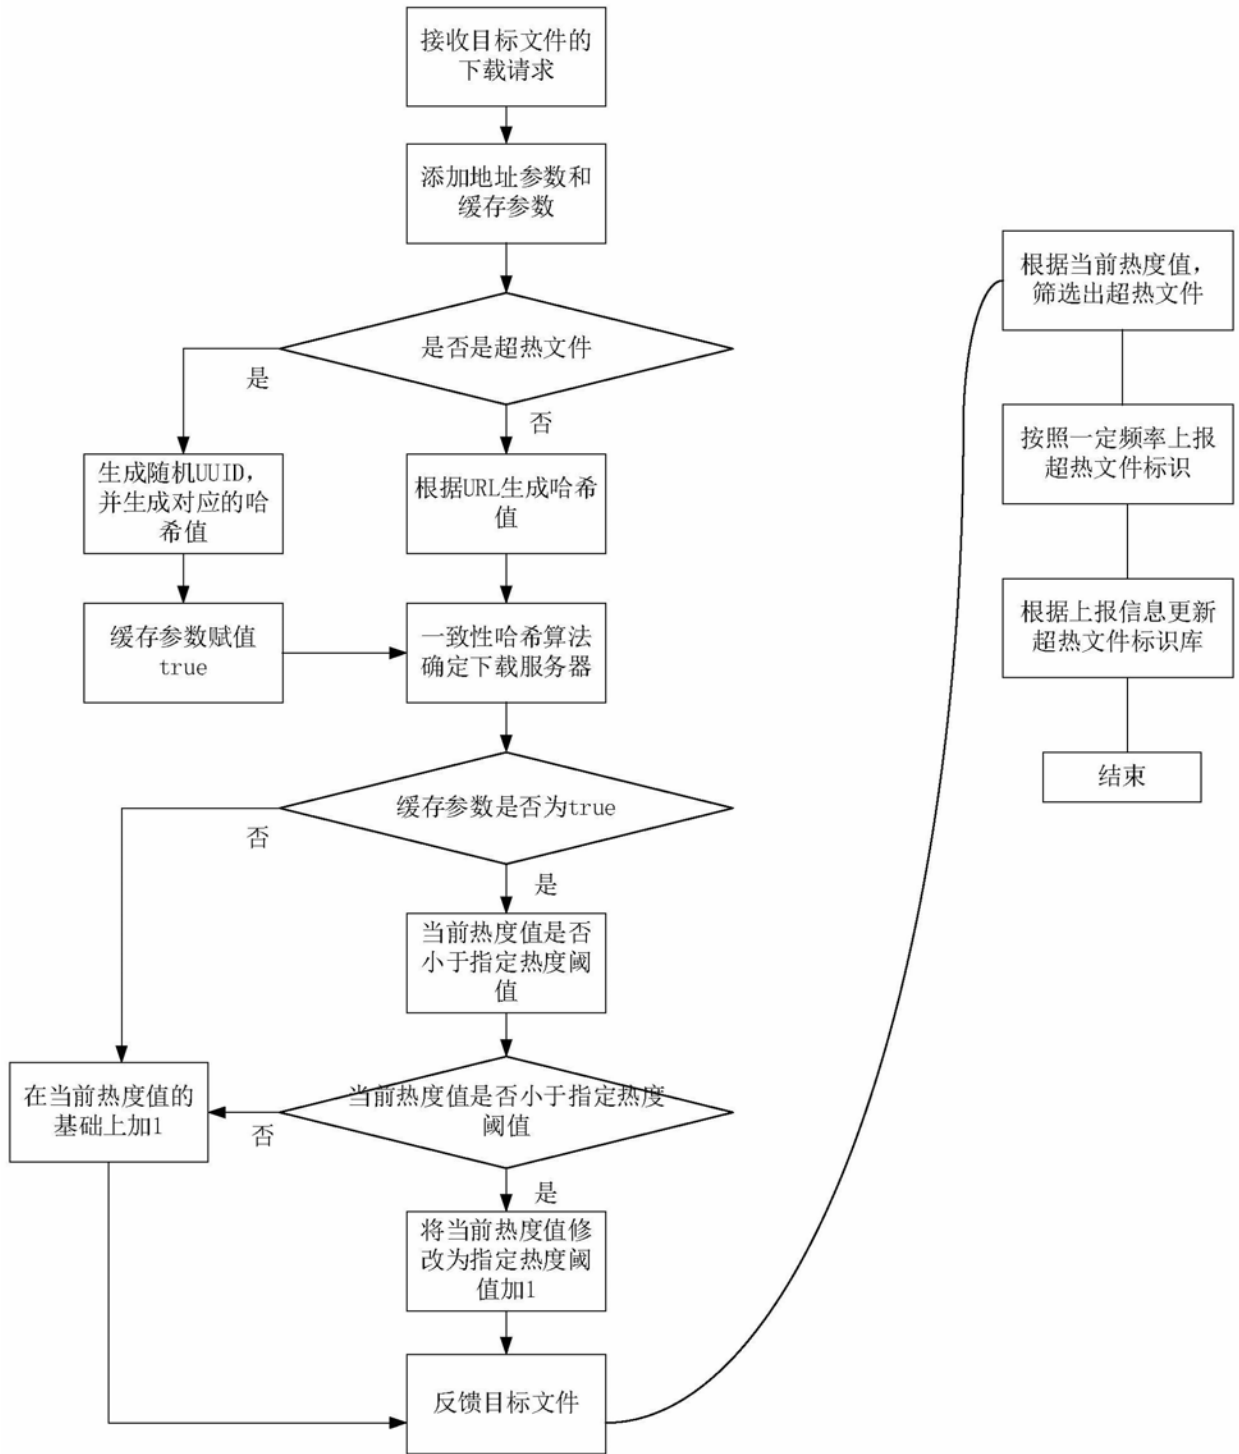 接收目标文件的
下载请求
添加地址参数和
缓存参数
是否是超热文件
是
否
生成随机UUID，
并生成对应的哈
希值
根据URL生成哈希
值
缓存参数赋值
true
一致性哈希算法
确定下载服务器
缓存参数是否为true
否
是
当前热度值是否
小于指定热度阈
值
当前热度值是否小于指定热度
阈值
否
是
在当前热度值的
基础上加1
将当前热度值修
改为指定热度阈
值加1
反馈目标文件
根据当前热度值，
筛选出超热文件
按照一定频率上报
超热文件标识
根据上报信息更新
超热文件标识库
结束